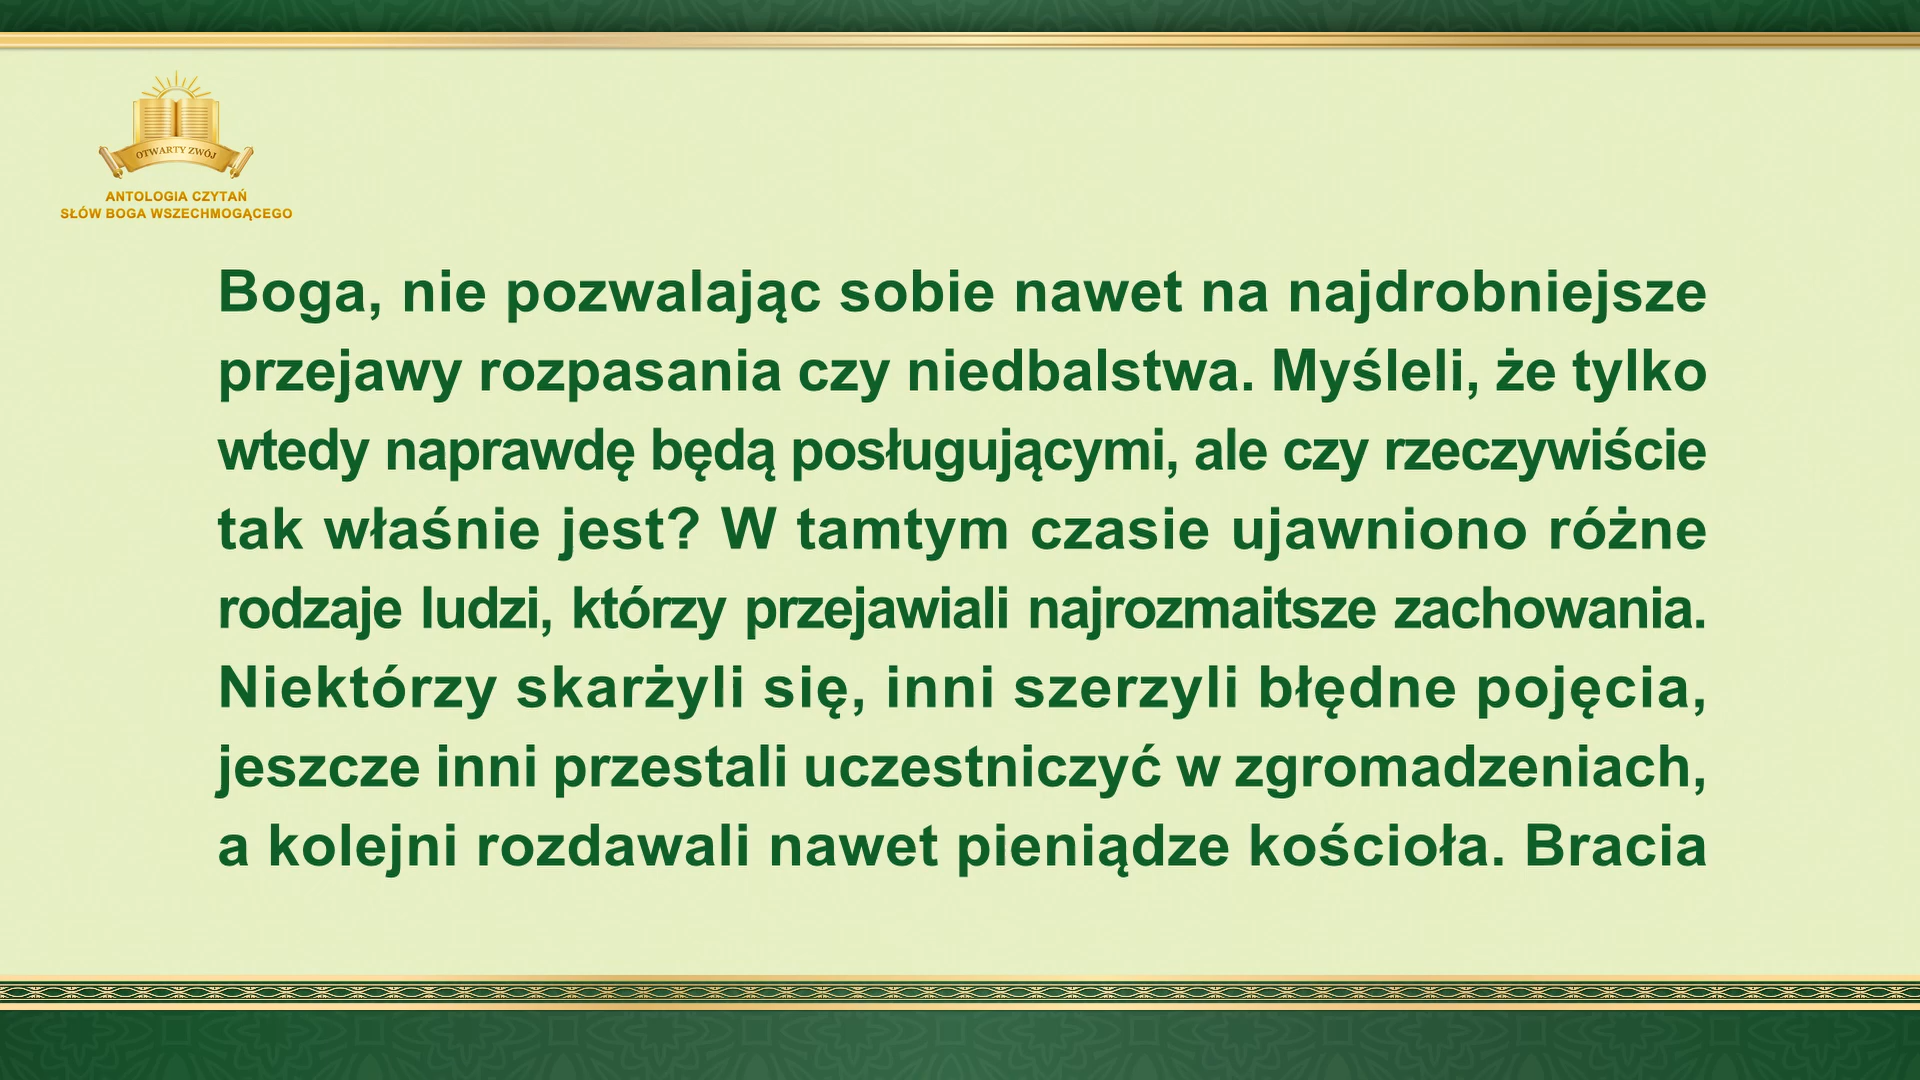 OTWARTY ZWÓJ
ANTOLOGIA CZYTAŃ
SŁÓW BOGA WSZECHMOGĄCEGO
Boga, nie pozwalając sobie nawet na najdrobniejsze
przejawy rozpasania czy niedbalstwa. Myśleli, że tylko
wtedy naprawdę będą posługującymi, ale czy rzeczywiście
tak właśnie jest? W tamtym czasie ujawniono różne
rodzaje ludzi, którzy przejawiali najrozmaitsze zachowania.
Niektórzy skarżyli się, inni szerzyli błędne pojęcia,
jeszcze inni przestali uczestniczyć w zgromadzeniach,
a kolejni rozdawali nawet pieniądze kościoła. Bracia